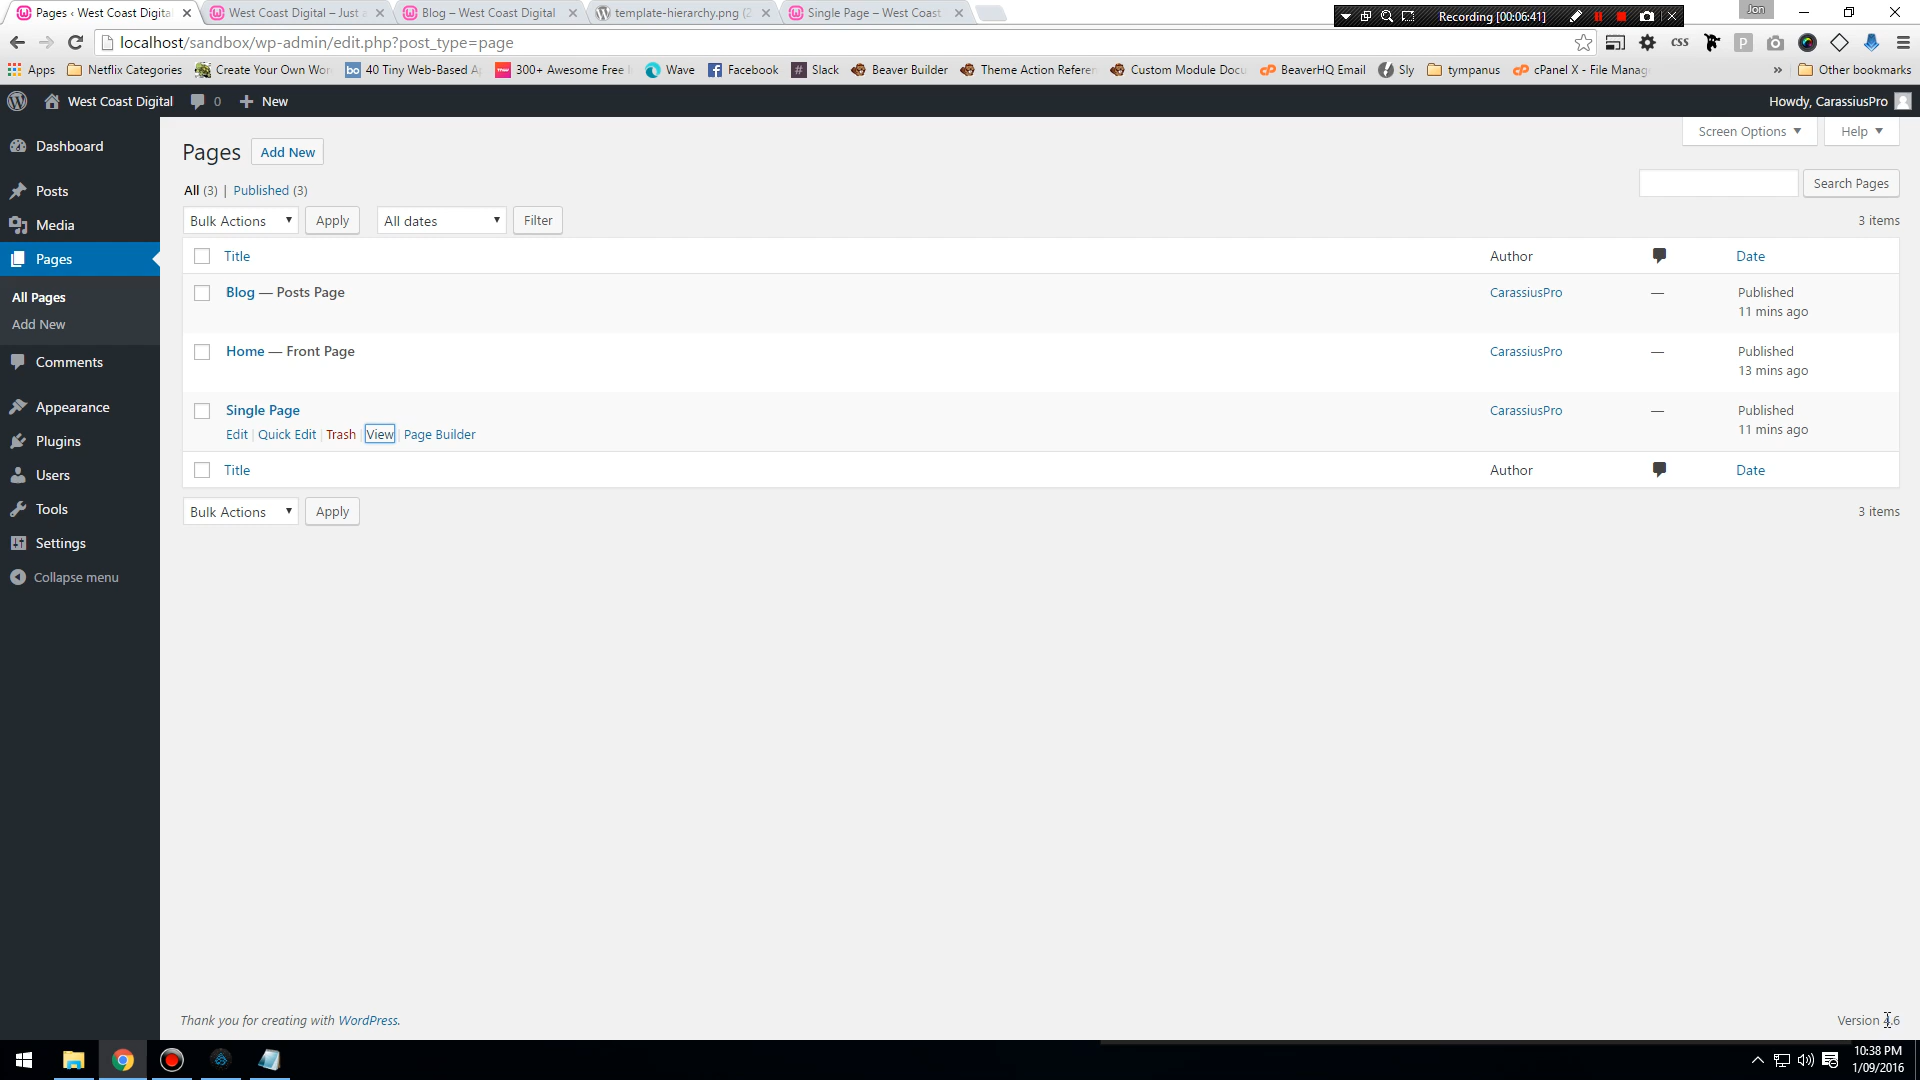 Pages ‹ West Coast Digital
West Coast Digital – Just a
Blog – West Coast Digital
template-hierarchy.png (2
Single Page – West Coast
Recording [00:06:41]
Jon
localhost/sandbox/wp-admin/edit.php?post_type=page
CSS
P
Apps
Netflix Categories
Create Your Own Wor
bo 40 Tiny Web-Based A
300+ Awesome Free
Wave
Facebook
Slack
Beaver Builder
Theme Action Referen
Custom Module Docu
cP BeaverHQ Email
Sly
tympanus
cP cPanel X - File Manag
»
Other bookmarks
West Coast Digital
0
+ New
Howdy, CarassiusPro
Dashboard
Posts
Media
Pages
All Pages
Add New
Comments
Appearance
Plugins
Users
Tools
Settings
Collapse menu
Screen Options ▼
Help ▼
Pages Add New
All (3) | Published (3)
Search Pages
Bulk Actions Apply All dates Filter
3 items
Title Author Date
Blog — Posts Page CarassiusPro — Published
11 mins ago
Home — Front Page CarassiusPro — Published
13 mins ago
Single Page CarassiusPro — Published
Edit | Quick Edit | Trash | View | Page Builder 11 mins ago
Title Author Date
Bulk Actions Apply
3 items
Thank you for creating with WordPress.
Version 4.6
10:38 PM
1/09/2016